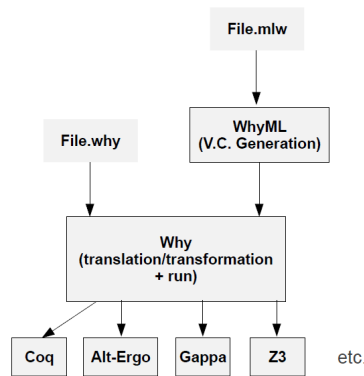 File.mlw
WhyML
(V.C. Generation)
File.why
Why
(translation/transformation
+ run)
Coq
Alt-Ergo
Gappa
Z3
etc.